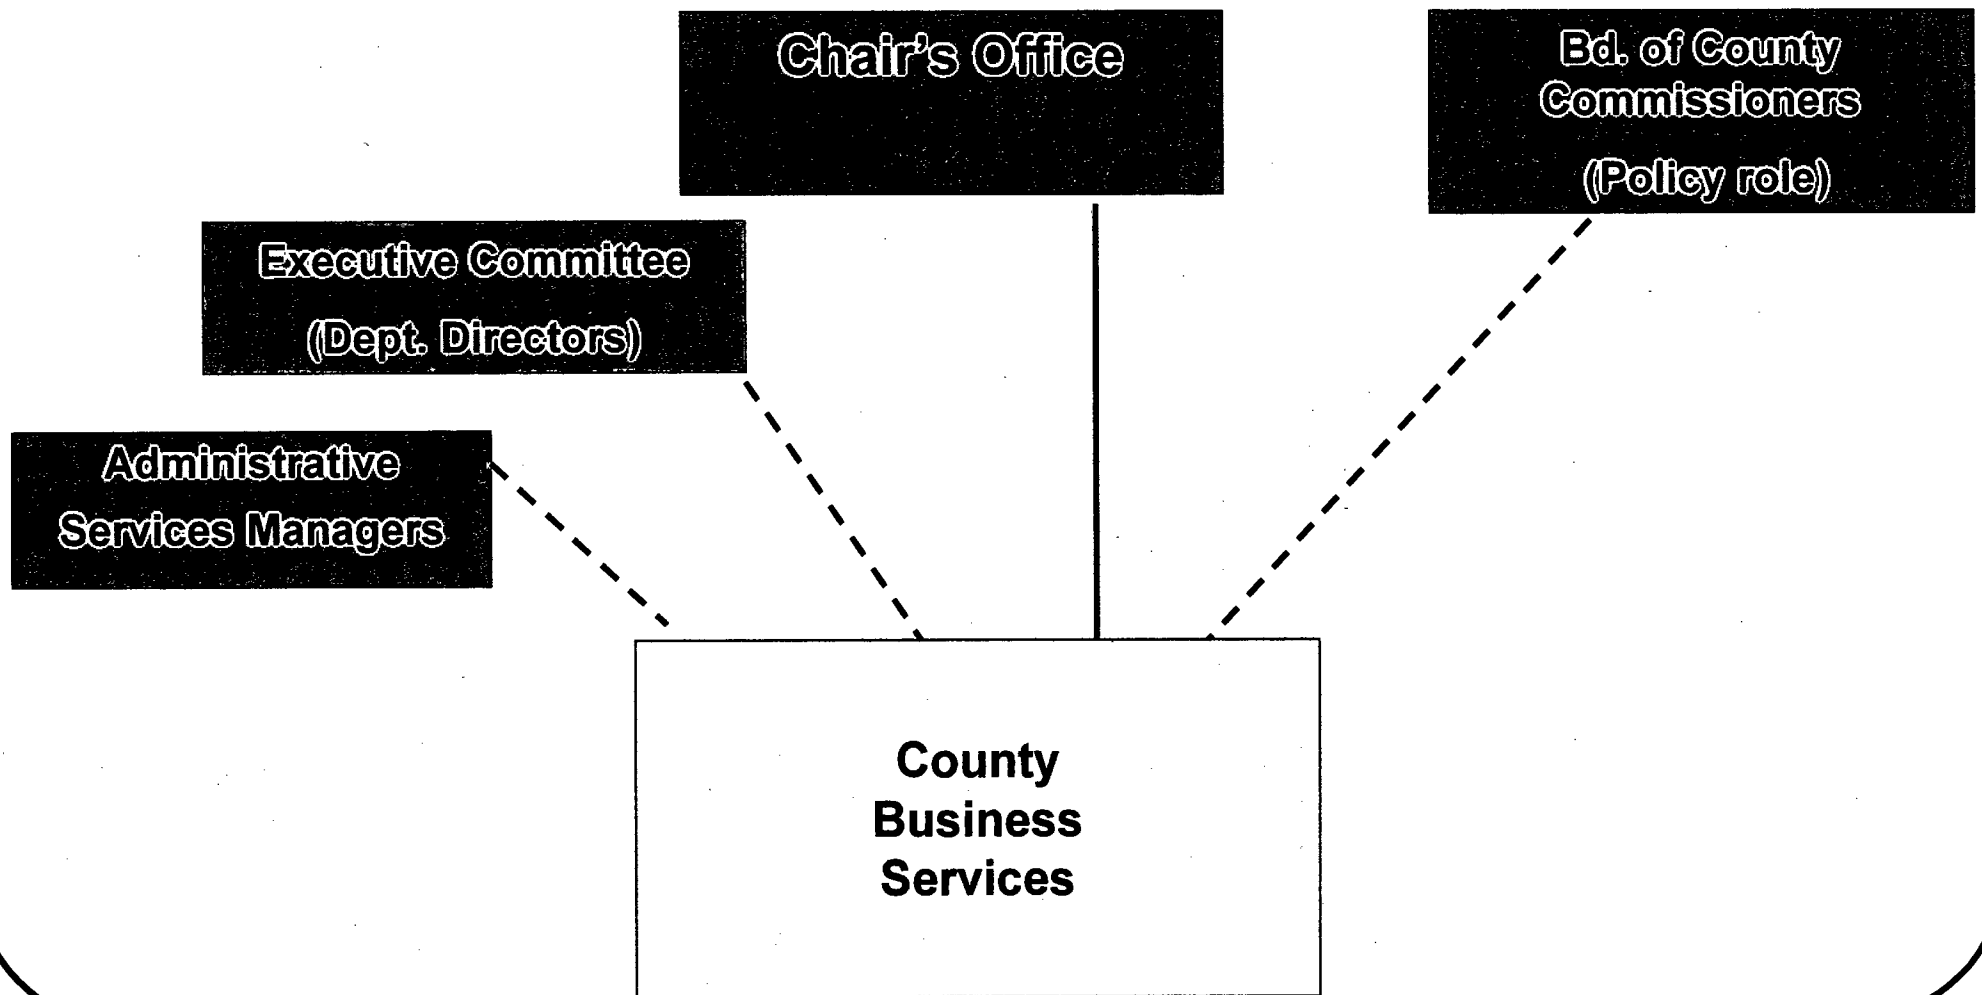 Chair's Office
Bd. of County
Commissioners
(Policy role)
Executive Committee
(Dept. Directors)
Administrative
Services Managers
County
Business
Services